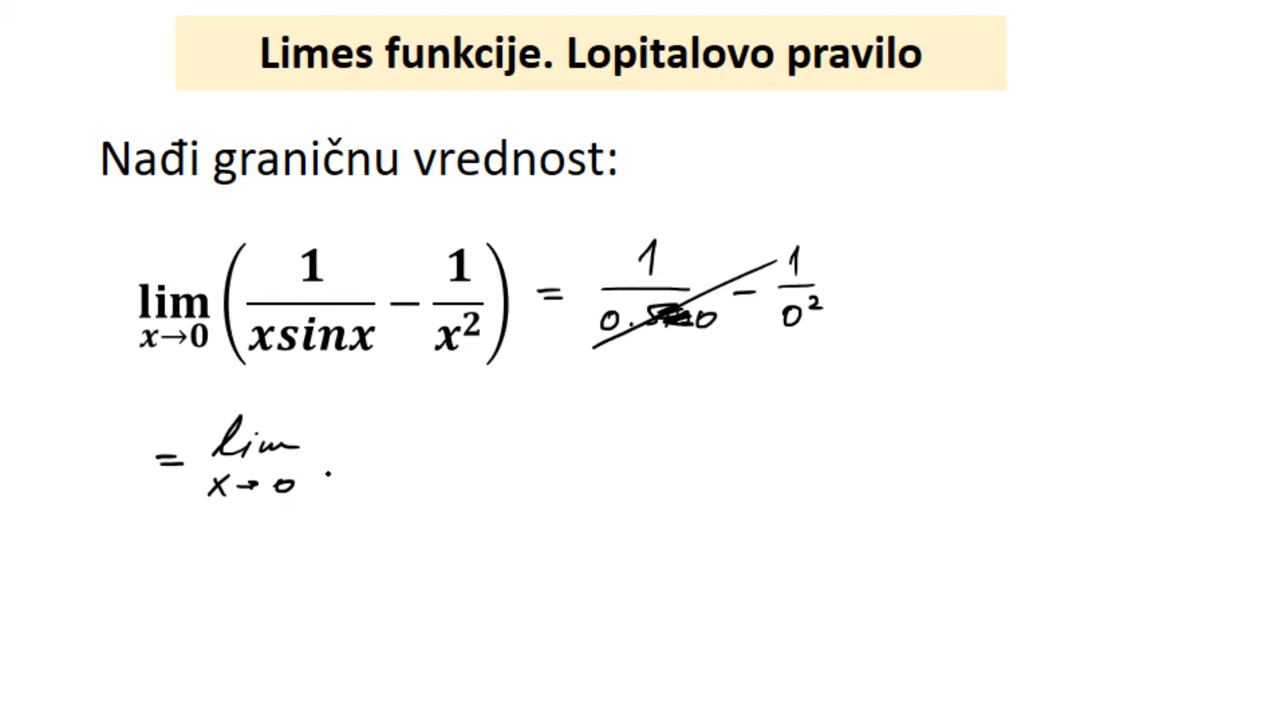 Limes funkcije. Lopitalovo pravilo
Nađi graničnu vrednost:
lim x→0 (1/(xsinx) − 1/x²) = 1/(0·0) − 1/0²
= lim x→0